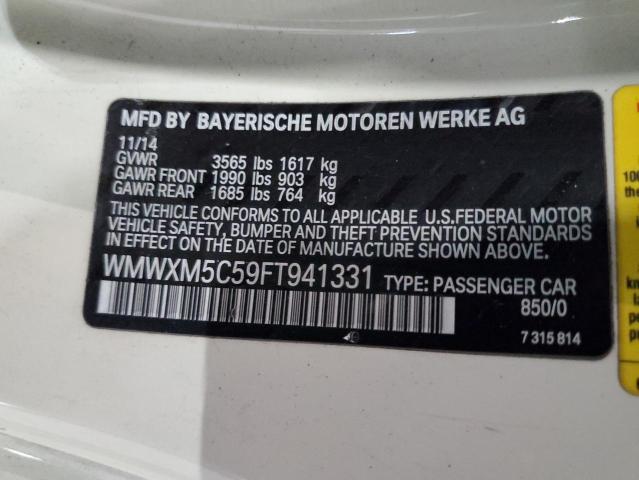 MFD BY BAYERISCHE MOTOREN WERKE AG
11/14
GVWR 3565 lbs 1617 kg
GAWR FRONT 1990 lbs 903 kg
GAWR REAR 1685 lbs 764 kg
THIS VEHICLE CONFORMS TO ALL APPLICABLE U.S.FEDERAL MOTOR
VEHICLE SAFETY, BUMPER AND THEFT PREVENTION STANDARDS
IN EFFECT ON THE DATE OF MANUFACTURE SHOWN ABOVE.
WMWXM5C59FT941331 TYPE: PASSENGER CAR
850/0
7 315 814